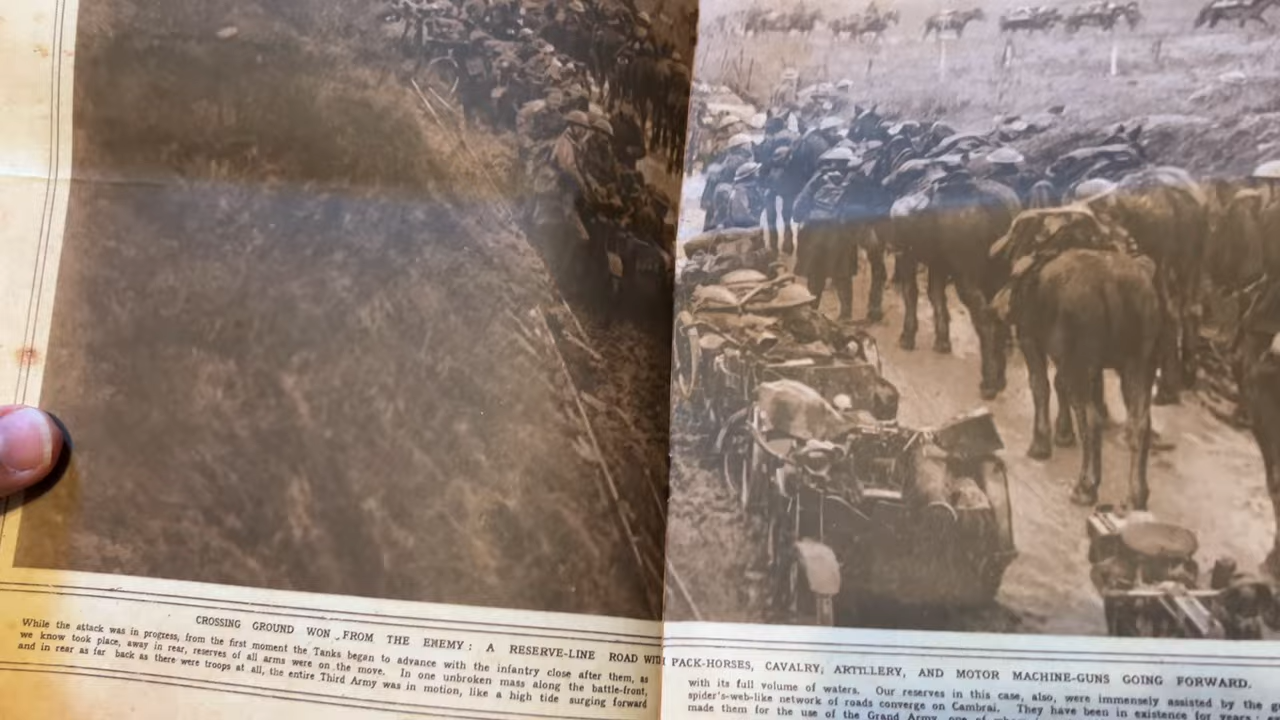 CROSSING GROUND WON FROM THE ENEMY: A RESERVE-LINE ROAD WITH PACK-HORSES, CAVALRY, ARTILLERY, AND MOTOR MACHINE-GUNS GOING FORWARD.
While the attack was in progress, from the first moment the Tanks began to advance with the infantry close after them, as
we know took place, away in rear, reserves of all arms were on the move. In one unbroken mass along the battle-front,
and in rear as far back as there were troops at all, the entire Third Army was in motion, like a high tide surging forward
with its full volume of waters. Our reserves in this case, also, were immensely assisted by the
spider's-web-like network of roads converge on Cambrai. They have been in existence
made them for the use of the Grand Army, one of